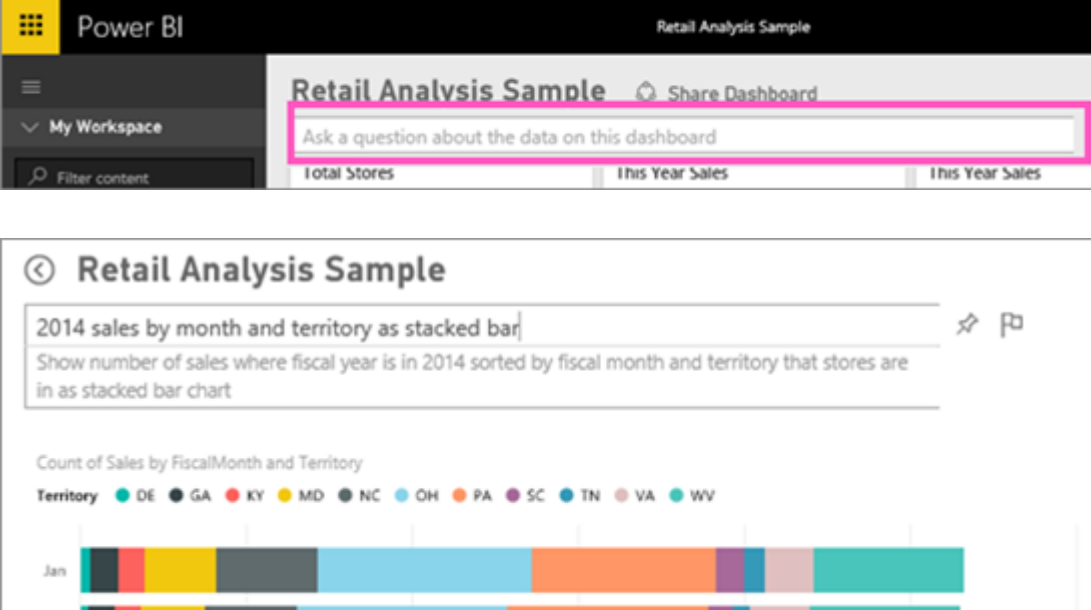 Power BI
Retail Analysis Sample
Retail Analysis Sample
Share Dashboard
My Workspace
Ask a question about the data on this dashboard
Filter content
Total Stores
This Year Sales
This Year Sales
Retail Analysis Sample
2014 sales by month and territory as stacked bar
Show number of sales where fiscal year is in 2014 sorted by fiscal month and territory that stores are
in as stacked bar chart
Count of Sales by FiscalMonth and Territory
Territory DE GA KY MD NC OH PA SC TN VA WV
Jan